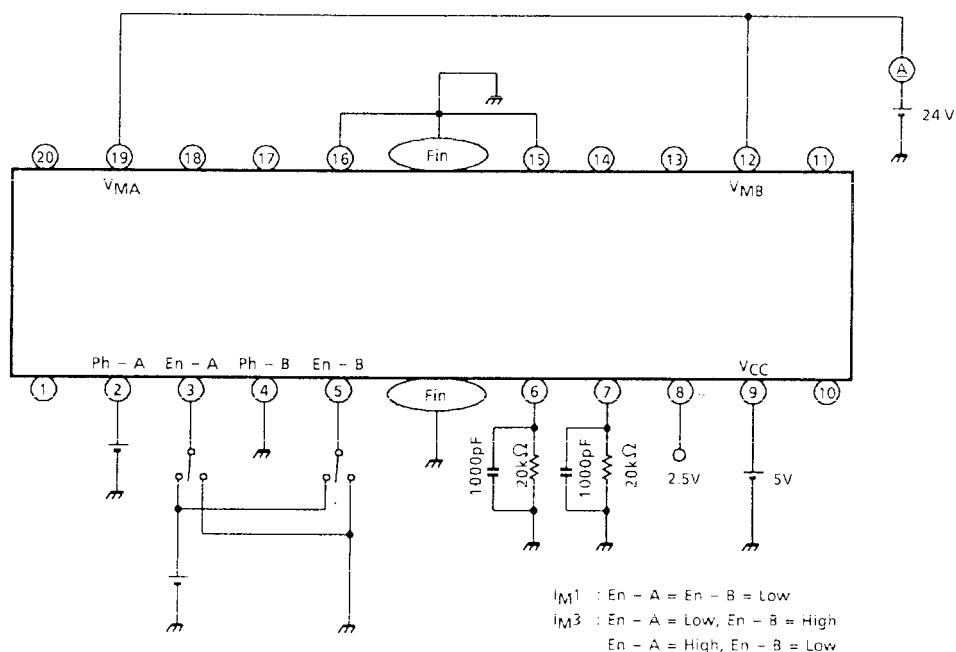 A
24 V
20 19 18 17 16 Fin 15 14 13 12 11
VMA VMB
Ph – A En – A Ph – B En – B VCC
1 2 3 4 5 Fin 6 7 8 9 10
1000pF 20kΩ 1000pF 20kΩ 2.5V 5V
IM1 : En – A = En – B = Low
IM3 : En – A = Low, En – B = High
En – A = High, En – B = Low